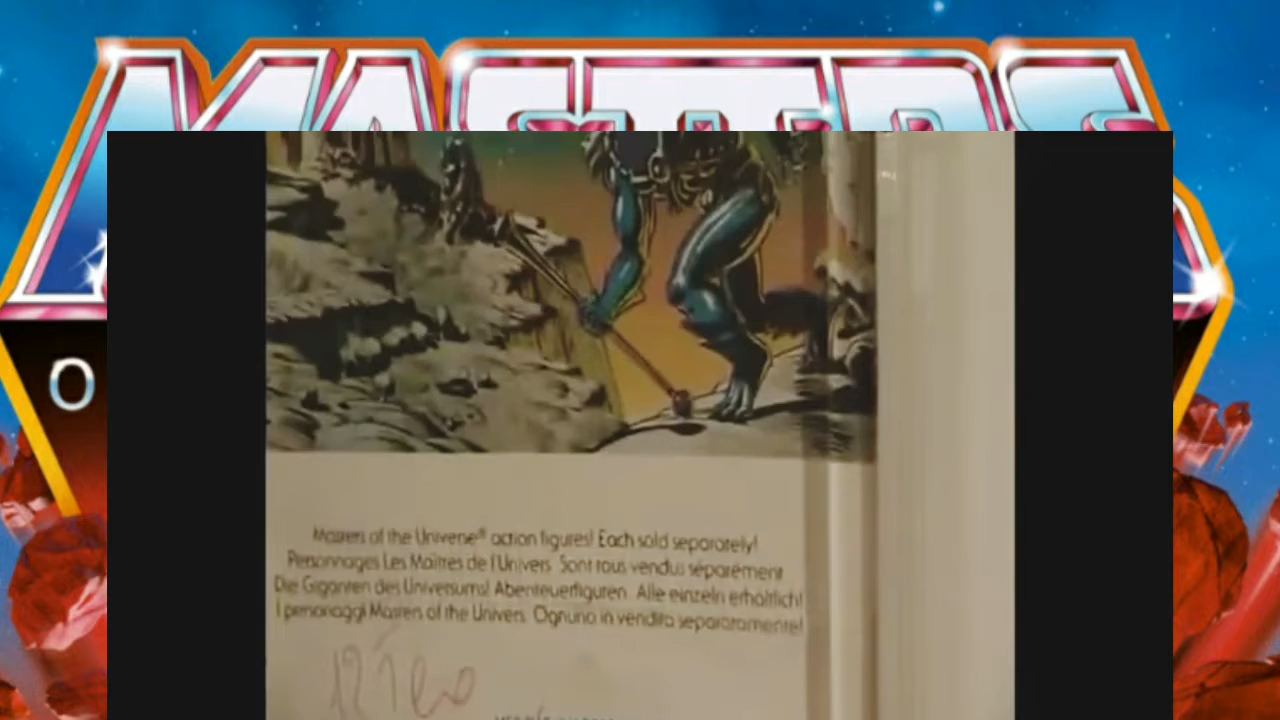 MASTERS
O
Masters of the Universe® action figures! Each sold separately!
Personnages Les Maîtres de l'Univers. Sont tous vendus séparément
Die Giganten des Universums! Abenteuerfiguren. Alle einzeln erhältlich!
I personaggi Masters of the Univers. Ognuno in vendita separatamente!